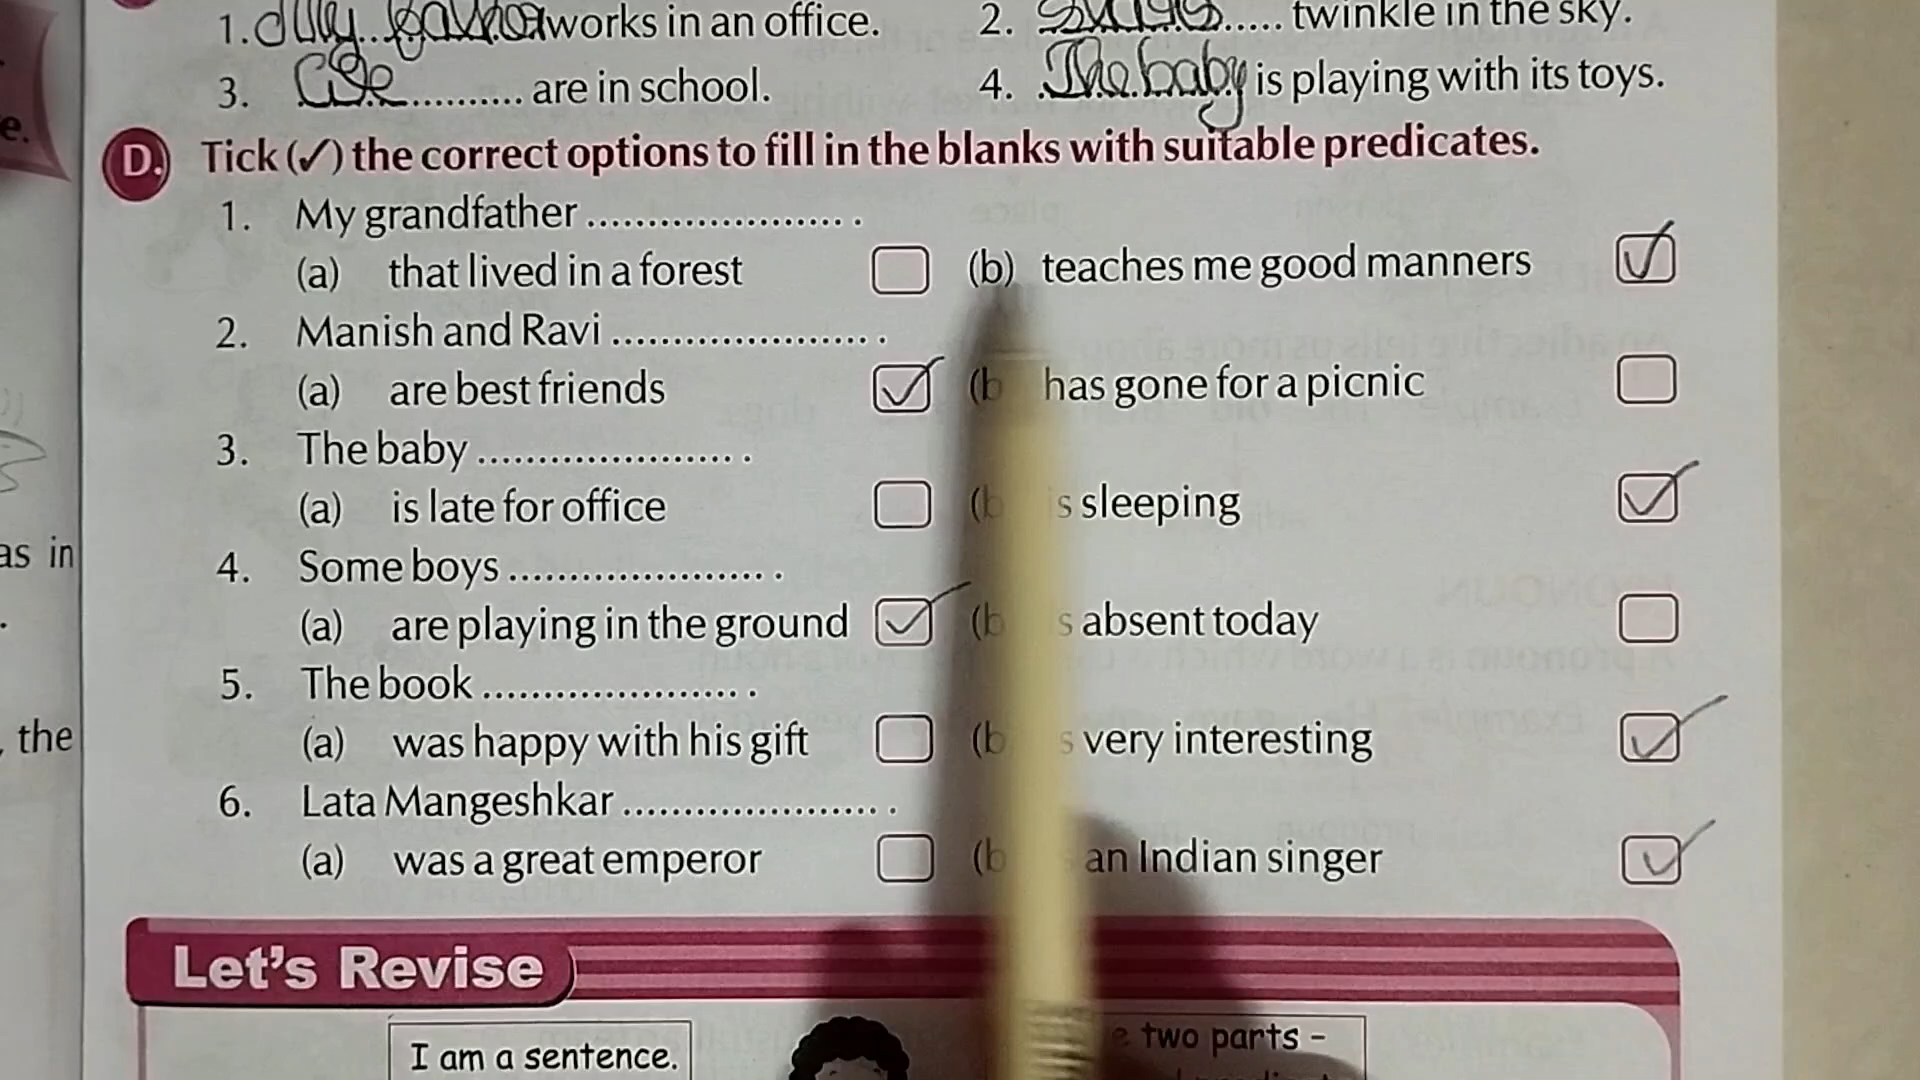 1. My father works in an office. 2. ............ twinkle in the sky.
3. We .......... are in school. 4. The baby is playing with its toys.
e.
D. Tick (✓) the correct options to fill in the blanks with suitable predicates.
1. My grandfather ..................... .
(a) that lived in a forest (b) teaches me good manners ✓
2. Manish and Ravi ..................... .
(a) are best friends ✓ (b has gone for a picnic
3. The baby ..................... .
(a) is late for office (b s sleeping ✓
as in
4. Some boys ..................... .
(a) are playing in the ground ✓ (b s absent today
5. The book ..................... .
, the
(a) was happy with his gift (b s very interesting ✓
6. Lata Mangeshkar ..................... .
(a) was a great emperor (b an Indian singer ✓
Let's Revise
I am a sentence. e two parts –